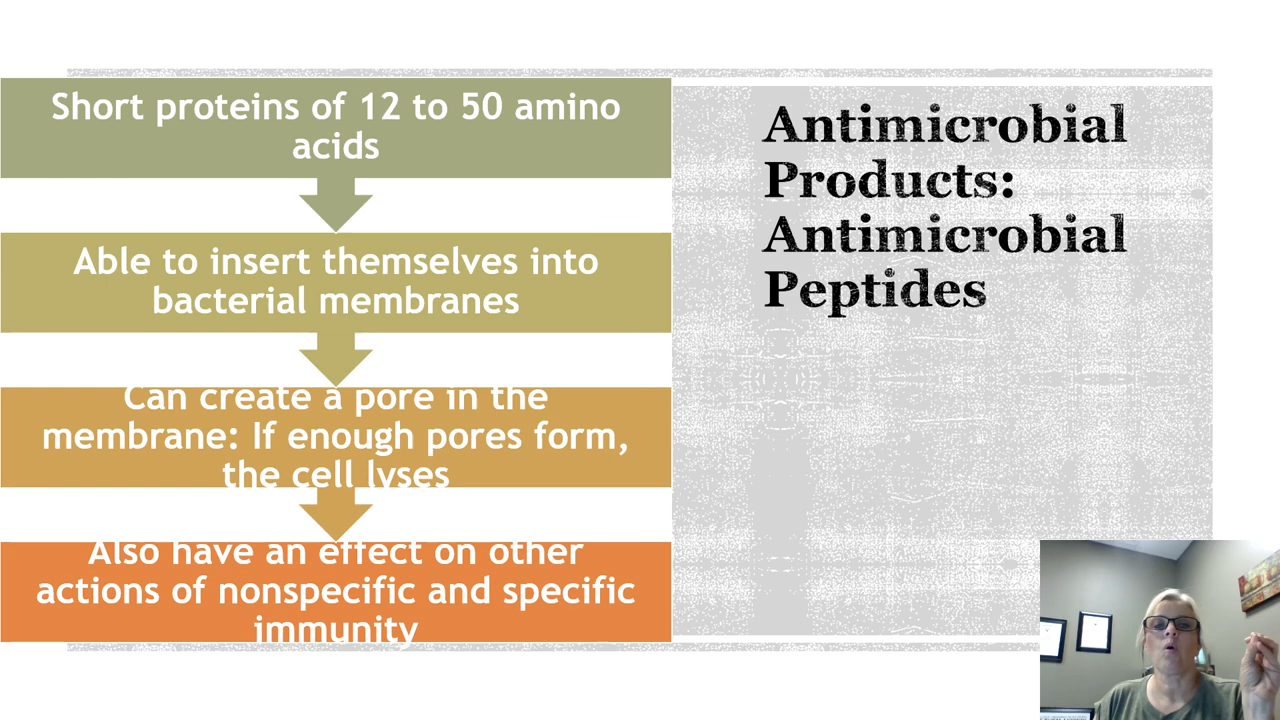 Short proteins of 12 to 50 amino
acids
Able to insert themselves into
bacterial membranes
Can create a pore in the
membrane: If enough pores form,
the cell lyses
Also have an effect on other
actions of nonspecific and specific
immunity
Antimicrobial
Products:
Antimicrobial
Peptides